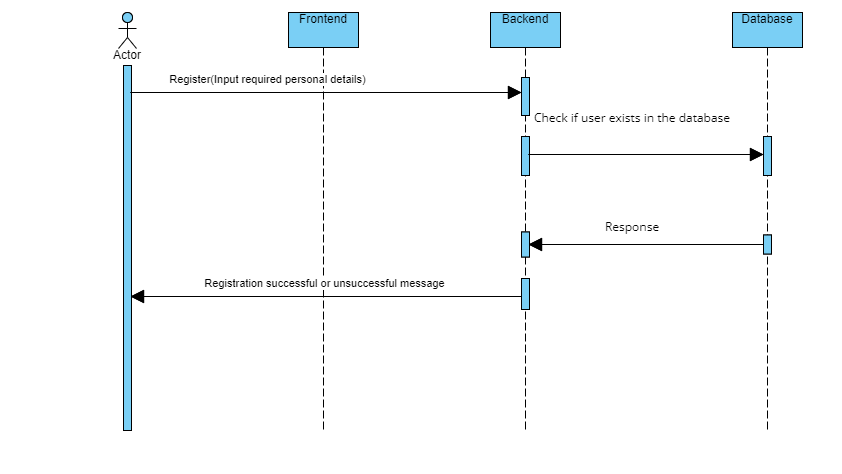 Frontend
Backend
Database
Actor
Register(Input required personal details)
Check if user exists in the database
Response
Registration successful or unsuccessful message